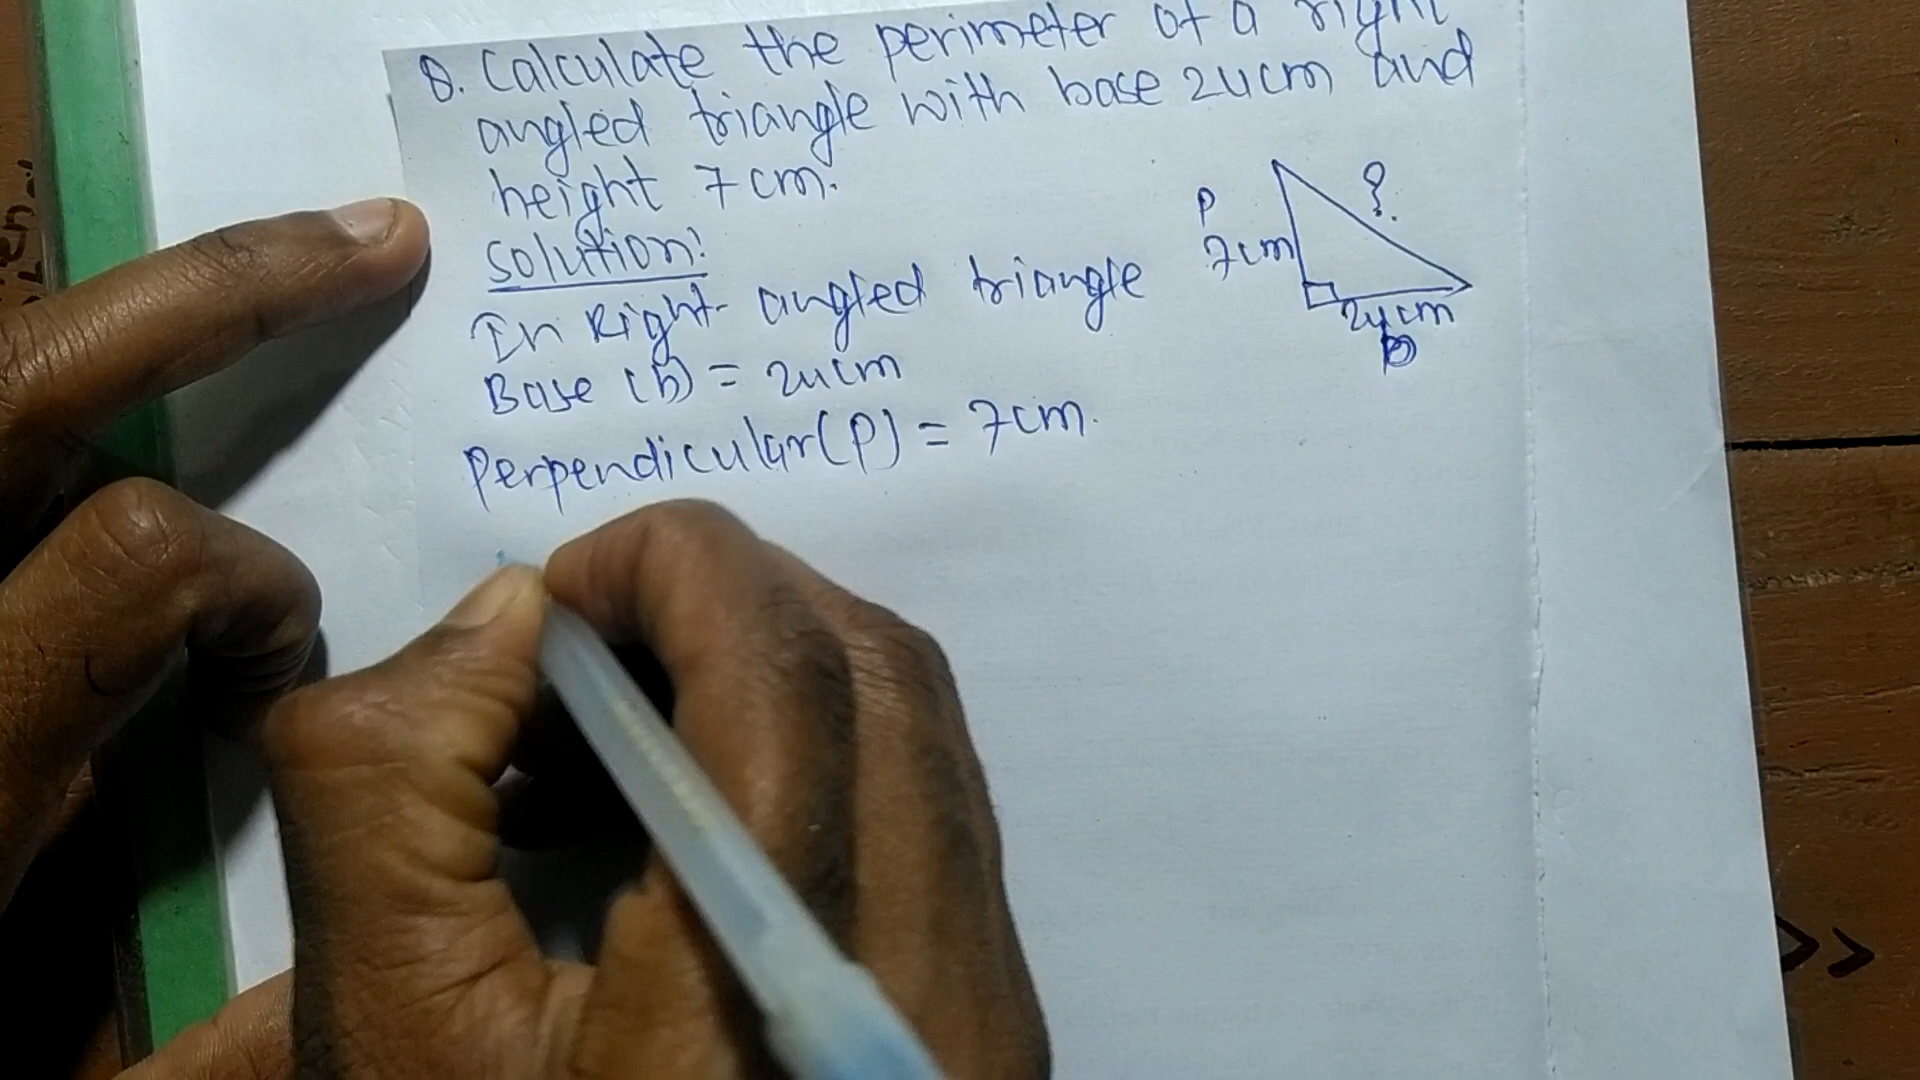 Q. Calculate the perimeter of a right
angled triangle with base 24cm and
height 7cm.
Solution:
In Right-angled triangle
Base (b) = 24cm
Perpendicular(P) = 7cm.
P
7cm
?
24cm
b
>>